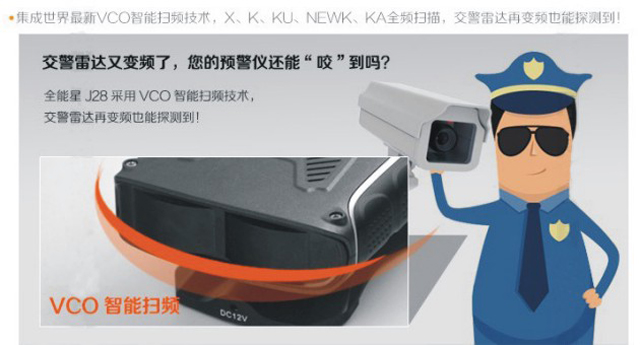 •集成世界最新VCO智能扫频技术，X、K、KU、NEWK、KA全频扫描，交警雷达再变频也能探测到！
交警雷达又变频了，您的预警仪还能“咬”到吗？
全能星 J28 采用 VCO 智能扫频技术，
交警雷达再变频也能探测到！
VCO 智能扫频
DC12V